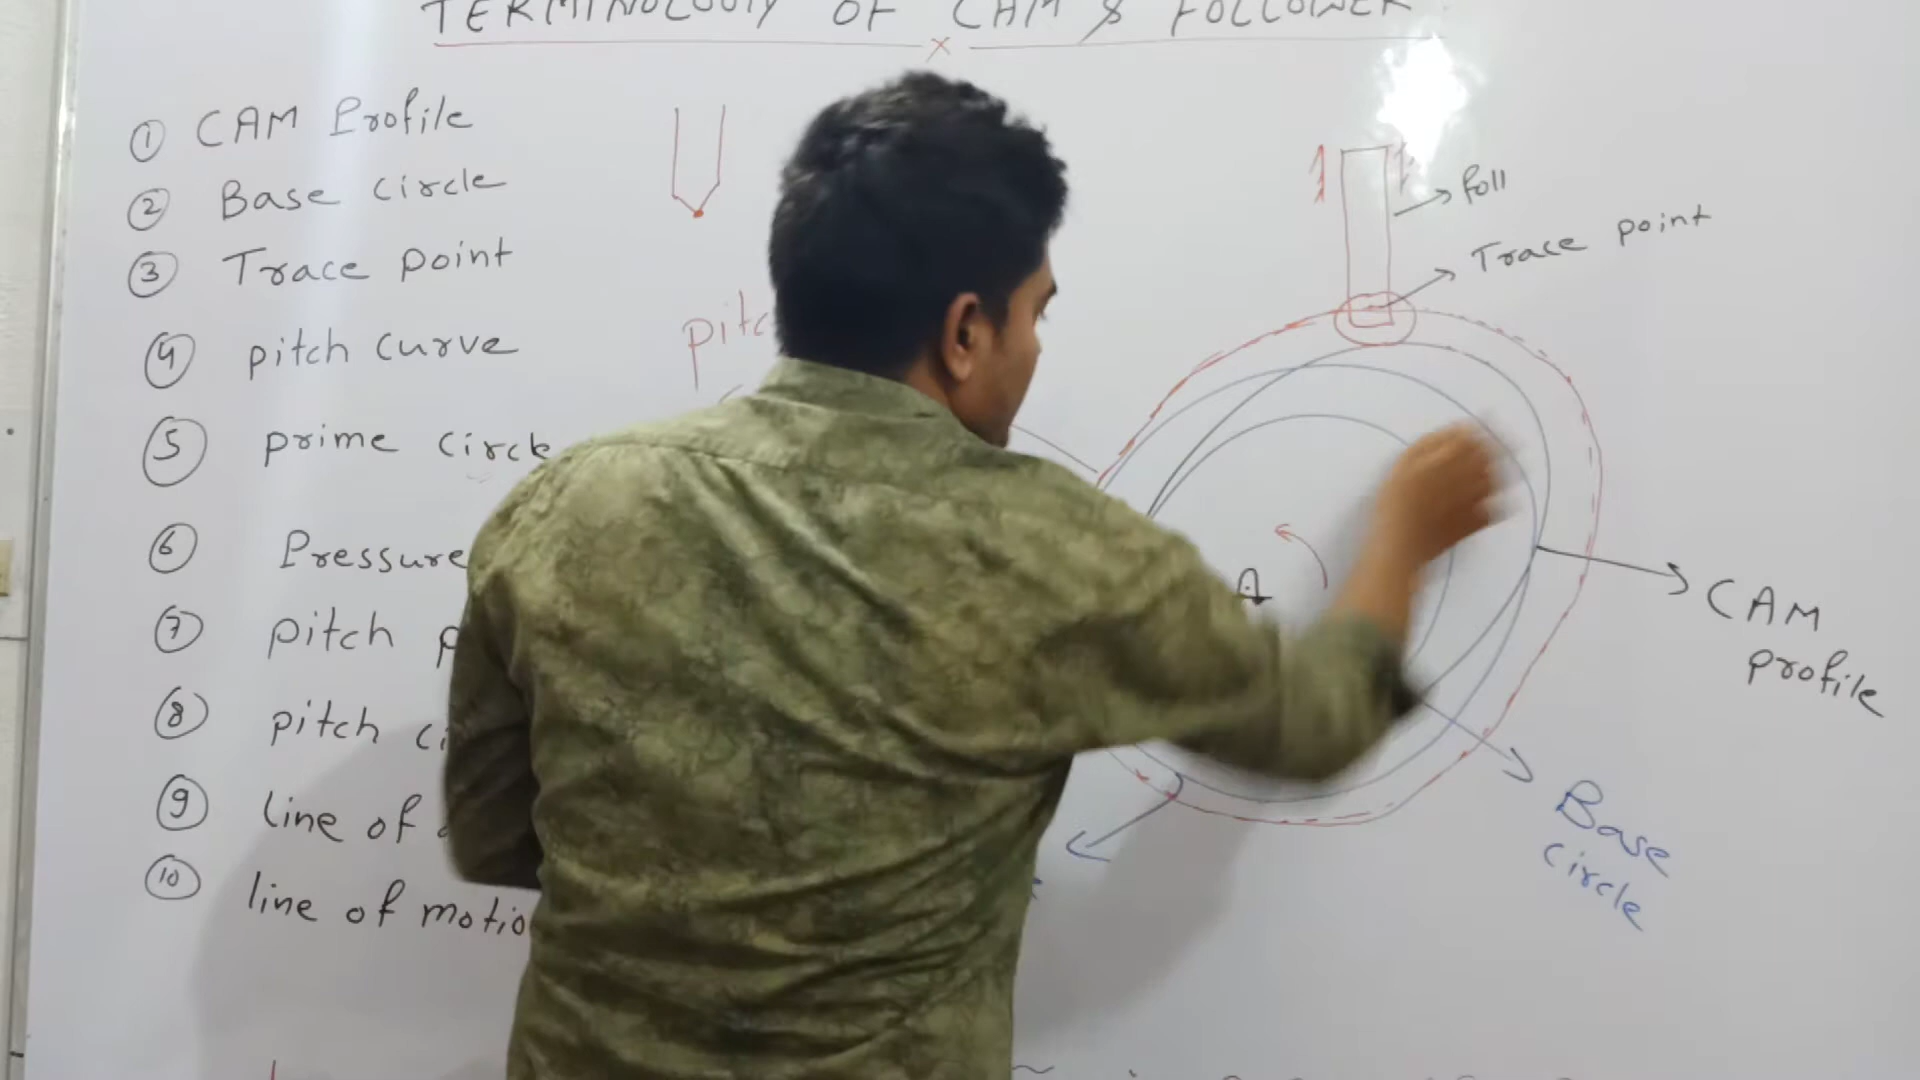 TERMINOLOGY OF CAM & FOLLOWER
① CAM Profile
② Base circle
③ Trace point
④ pitch curve
⑤ prime circle
⑥ Pressure
⑦ pitch p
⑧ pitch ci
⑨ line of
⑩ line of motio
pitc
foll
Trace point
A
CAM
profile
Base
circle